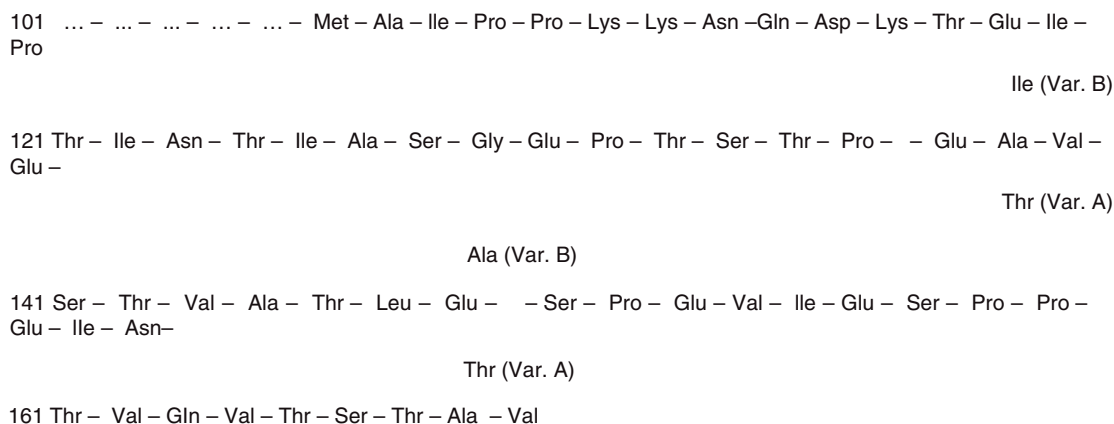 101 ... – ... – ... – ... – ... – Met – Ala – Ile – Pro – Pro – Lys – Lys – Asn –Gln – Asp – Lys – Thr – Glu – Ile –
Pro
Ile (Var. B)
121 Thr – Ile – Asn – Thr – Ile – Ala – Ser – Gly – Glu – Pro – Thr – Ser – Thr – Pro – – Glu – Ala – Val –
Glu –
Thr (Var. A)
Ala (Var. B)
141 Ser – Thr – Val – Ala – Thr – Leu – Glu – – Ser – Pro – Glu – Val – Ile – Glu – Ser – Pro – Pro –
Glu – Ile – Asn–
Thr (Var. A)
161 Thr – Val – Gln – Val – Thr – Ser – Thr – Ala – Val